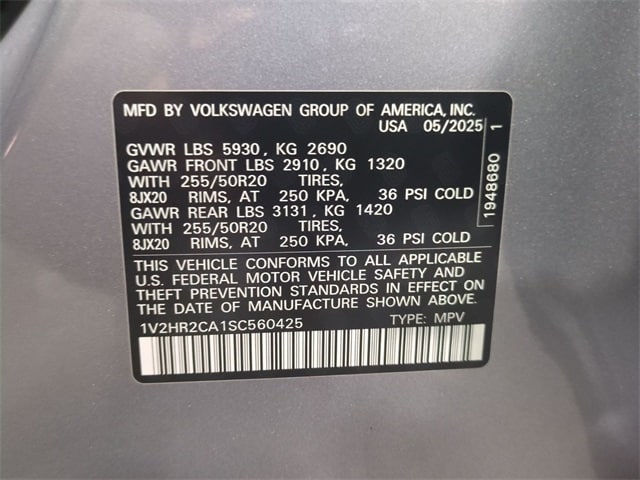 MFD BY VOLKSWAGEN GROUP OF AMERICA, INC.
USA 05/2025
GVWR LBS 5930 , KG 2690
GAWR FRONT LBS 2910 , KG 1320
WITH 255/50R20 TIRES,
8JX20 RIMS, AT 250 KPA, 36 PSI COLD
GAWR REAR LBS 3131 , KG 1420
WITH 255/50R20 TIRES,
8JX20 RIMS, AT 250 KPA, 36 PSI COLD
THIS VEHICLE CONFORMS TO ALL APPLICABLE
U.S. FEDERAL MOTOR VEHICLE SAFETY AND
THEFT PREVENTION STANDARDS IN EFFECT ON
THE DATE OF MANUFACTURE SHOWN ABOVE.
1V2HR2CA1SC560425 TYPE: MPV
1948680 1